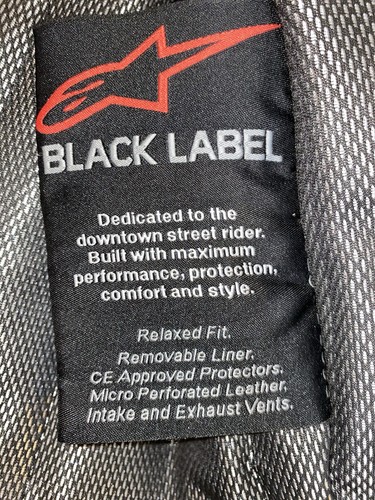 BLACK LABEL
Dedicated to the
downtown street rider.
Built with maximum
performance, protection,
comfort and style.
Relaxed Fit.
Removable Liner.
CE Approved Protectors.
Micro Perforated Leather.
Intake and Exhaust Vents.